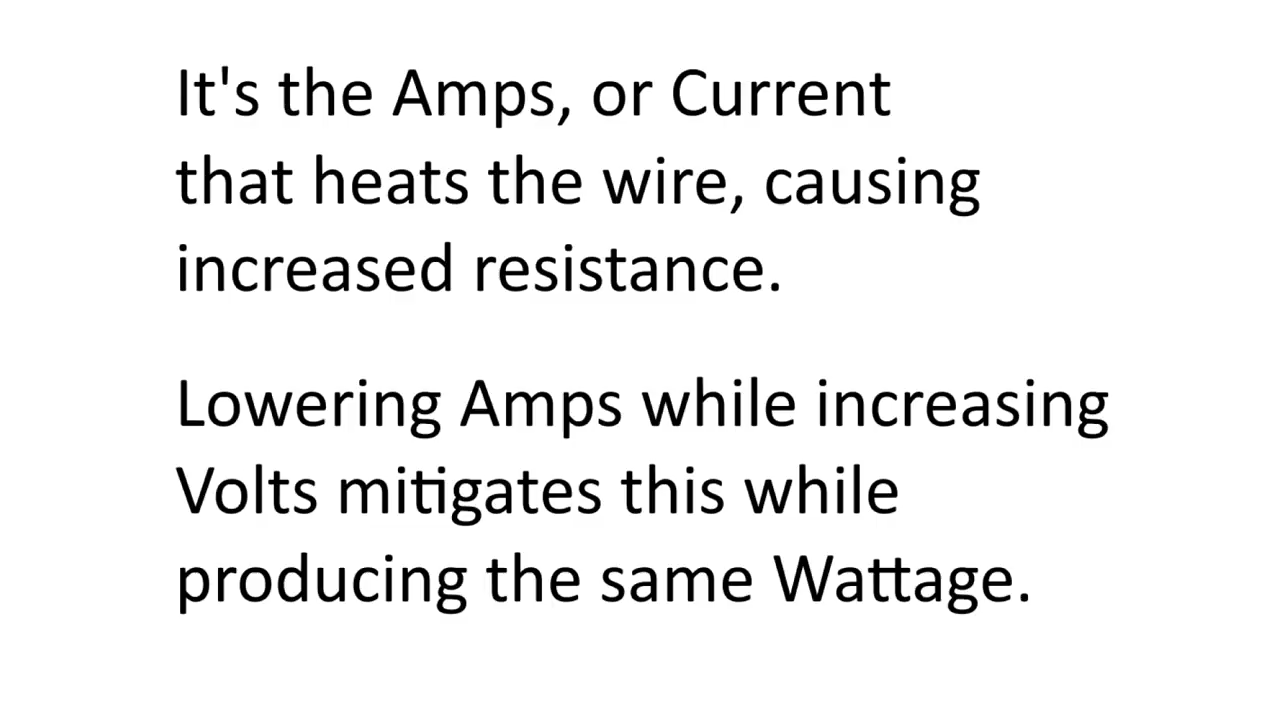 It's the Amps, or Current
that heats the wire, causing
increased resistance.
Lowering Amps while increasing
Volts mitigates this while
producing the same Wattage.